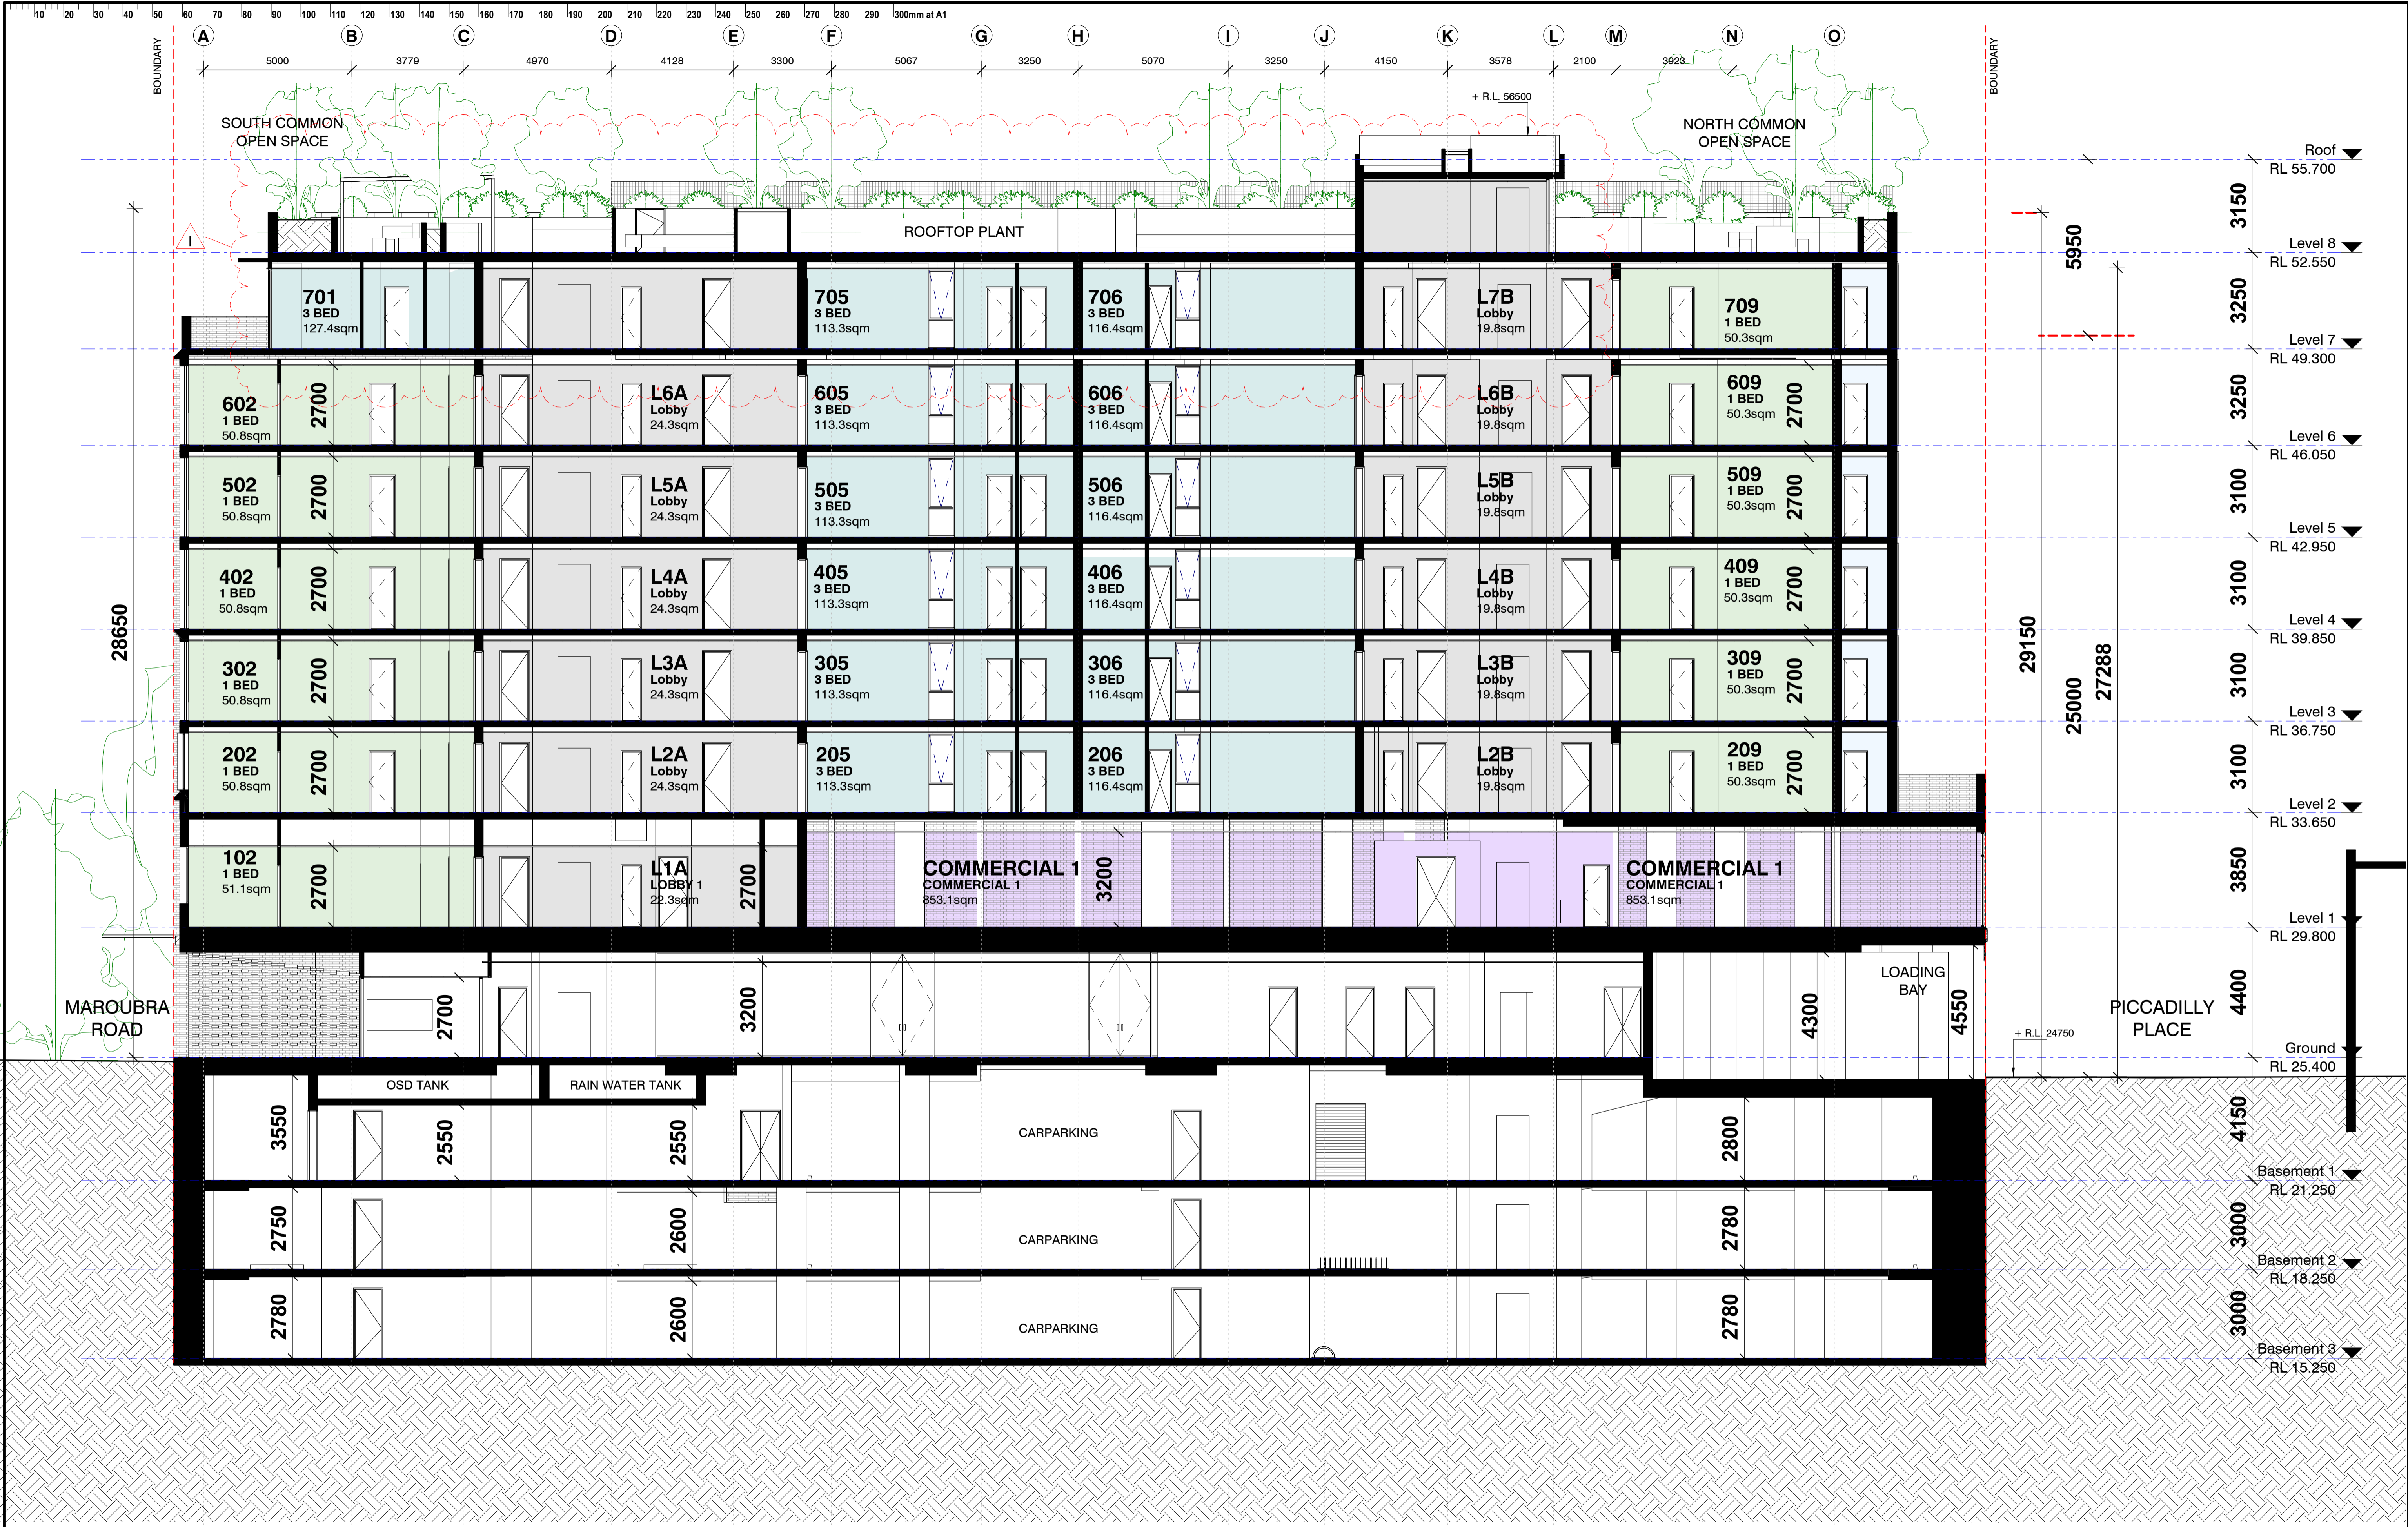 10 20 30 40 50 60 70 80 90 100 110 120 130 140 150 160 170 180 190 200 210 220 230 240 250 260 270 280 290 300mm at A1
A B C D E F G H I J K L M N O
BOUNDARY
BOUNDARY
5000 3779 4970 4128 3300 5067 3250 5070 3250 4150 3578 2100 3923
+ R.L. 56500
SOUTH COMMON
OPEN SPACE
NORTH COMMON
OPEN SPACE
Roof
RL 55.700
3150
I
ROOFTOP PLANT
5950
Level 8
RL 52.550
701
3 BED
127.4sqm
705
3 BED
113.3sqm
706
3 BED
116.4sqm
L7B
Lobby
19.8sqm
709
1 BED
50.3sqm
3250
Level 7
RL 49.300
602
1 BED
50.8sqm
2700
L6A
Lobby
24.3sqm
605
3 BED
113.3sqm
606
3 BED
116.4sqm
L6B
Lobby
19.8sqm
609
1 BED
50.3sqm
2700
3250
Level 6
RL 46.050
502
1 BED
50.8sqm
2700
L5A
Lobby
24.3sqm
505
3 BED
113.3sqm
506
3 BED
116.4sqm
L5B
Lobby
19.8sqm
509
1 BED
50.3sqm
2700
3100
Level 5
RL 42.950
402
1 BED
50.8sqm
2700
L4A
Lobby
24.3sqm
405
3 BED
113.3sqm
406
3 BED
116.4sqm
L4B
Lobby
19.8sqm
409
1 BED
50.3sqm
2700
3100
Level 4
RL 39.850
28650
302
1 BED
50.8sqm
2700
L3A
Lobby
24.3sqm
305
3 BED
113.3sqm
306
3 BED
116.4sqm
L3B
Lobby
19.8sqm
309
1 BED
50.3sqm
2700
29150
25000
27288
3100
Level 3
RL 36.750
202
1 BED
50.8sqm
2700
L2A
Lobby
24.3sqm
205
3 BED
113.3sqm
206
3 BED
116.4sqm
L2B
Lobby
19.8sqm
209
1 BED
50.3sqm
2700
3100
Level 2
RL 33.650
102
1 BED
51.1sqm
2700
L1A
LOBBY 1
22.3sqm
2700
COMMERCIAL 1
COMMERCIAL 1
853.1sqm
3200
COMMERCIAL 1
COMMERCIAL 1
853.1sqm
3850
Level 1
RL 29.800
MAROUBRA
ROAD
2700
3200
4300
LOADING
BAY
4550
PICCADILLY
PLACE
4400
+ R.L. 24750
Ground
RL 25.400
OSD TANK
RAIN WATER TANK
3550
2550
2550
CARPARKING
2800
4150
Basement 1
RL 21.250
2750
2600
CARPARKING
2780
3000
Basement 2
RL 18.250
2780
2600
CARPARKING
2780
3000
Basement 3
RL 15.250